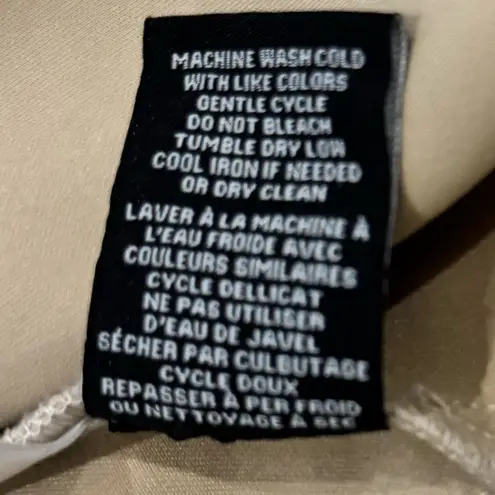 MACHINE WASH COLD
WITH LIKE COLORS
GENTLE CYCLE
DO NOT BLEACH
TUMBLE DRY LOW
COOL IRON IF NEEDED
OR DRY CLEAN
LAVER À LA MACHINE À
L'EAU FROIDE AVEC
COULEURS SIMILAIRES
CYCLE DELLICAT
NE PAS UTILISER
D'EAU DE JAVEL
SÉCHER PAR CULBUTAGE
CYCLE DOUX
REPASSER À PER FROID
OU NETTOYAGE À SEC